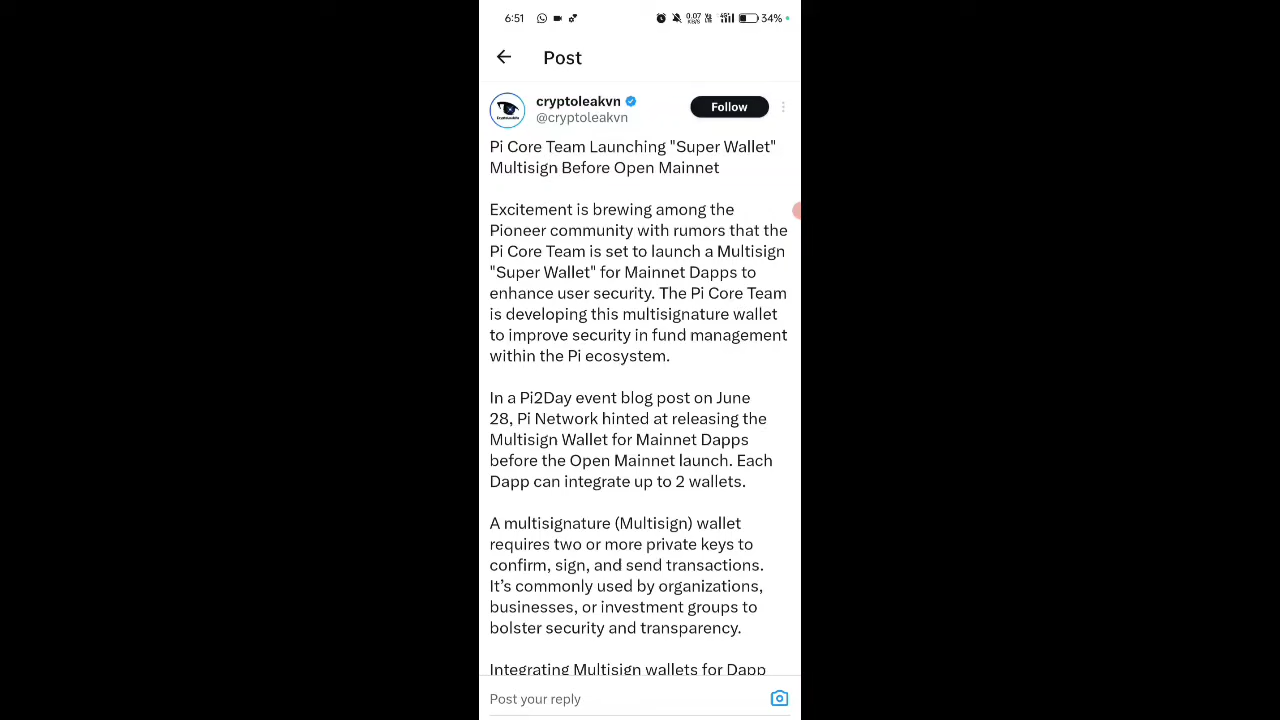 6:51
0.07 KB/S
4G+
34%
Post
cryptoleakvn
@cryptoleakvn
Follow
Pi Core Team Launching "Super Wallet"
Multisign Before Open Mainnet
Excitement is brewing among the
Pioneer community with rumors that the
Pi Core Team is set to launch a Multisign
"Super Wallet" for Mainnet Dapps to
enhance user security. The Pi Core Team
is developing this multisignature wallet
to improve security in fund management
within the Pi ecosystem.
In a Pi2Day event blog post on June
28, Pi Network hinted at releasing the
Multisign Wallet for Mainnet Dapps
before the Open Mainnet launch. Each
Dapp can integrate up to 2 wallets.
A multisignature (Multisign) wallet
requires two or more private keys to
confirm, sign, and send transactions.
It’s commonly used by organizations,
businesses, or investment groups to
bolster security and transparency.
Integrating Multisign wallets for Dapp
Post your reply